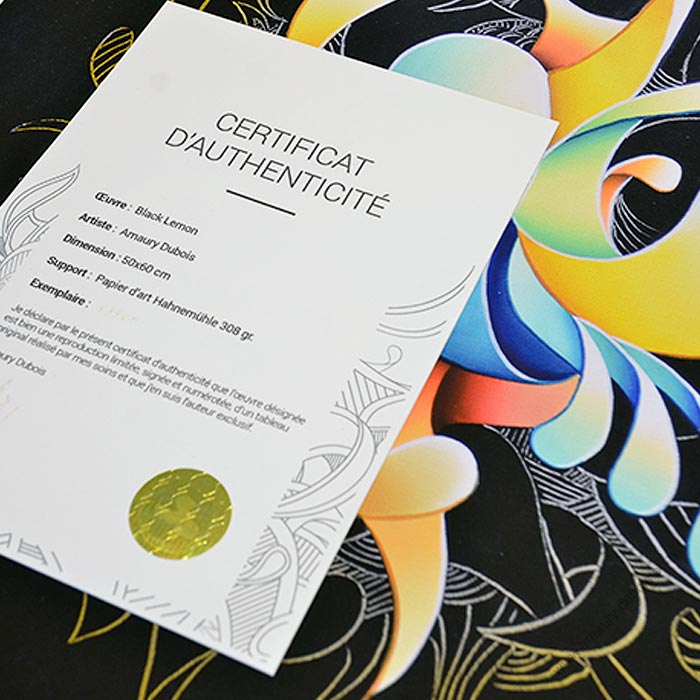 CERTIFICAT
D'AUTHENTICITÉ
Œuvre : Black Lemon
Artiste : Amaury Dubois
Dimension : 50x60 cm
Support : Papier d'art Hahnemühle 308 gr.
Exemplaire :
Je déclare par le présent certificat d'authenticité que l'œuvre désignée
est bien une reproduction limitée, signée et numérotée, d'un tableau
original réalisé par mes soins et que j'en suis l'auteur exclusif.
aury Dubois